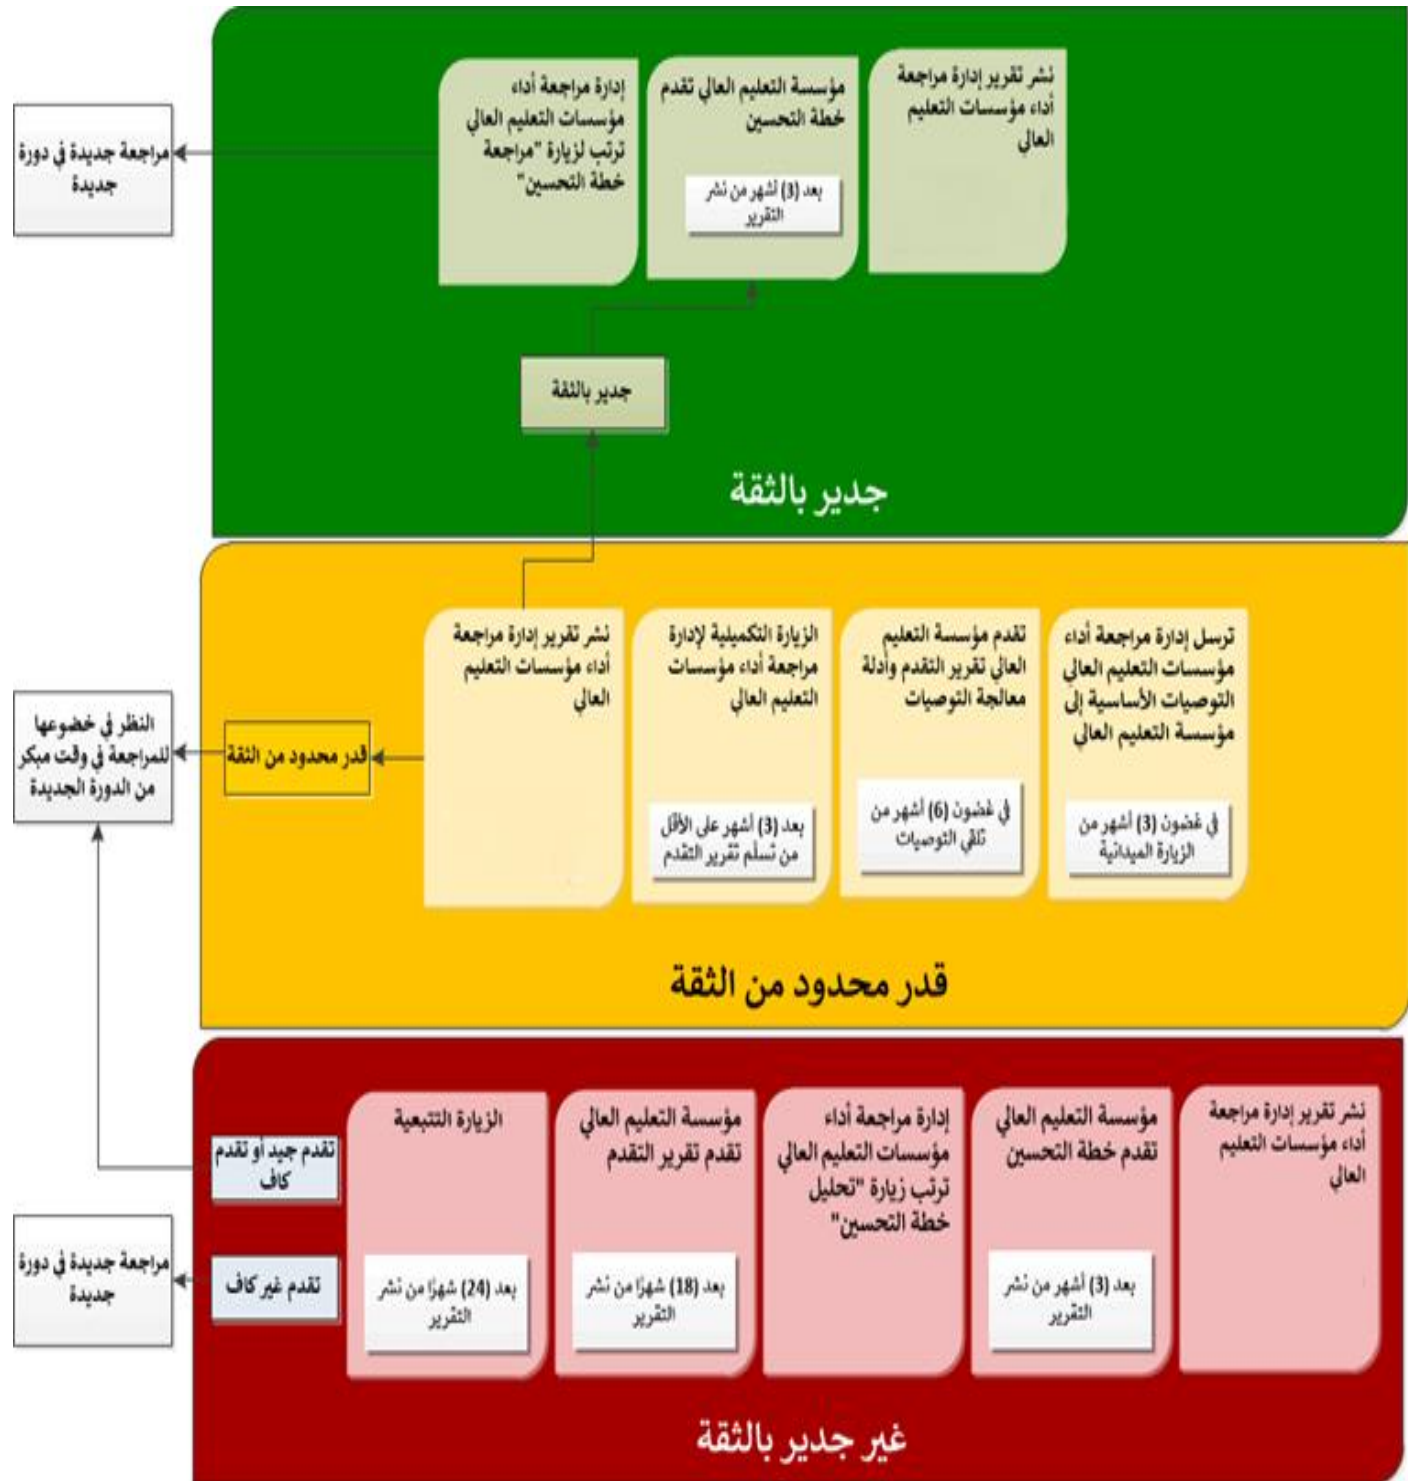 نشر تقرير إدارة مراجعة
أداء مؤسسات التعليم
العالي
مؤسسة التعليم العالي تقدم
خطة التحسين
بعد (3) أشهر من نشر
التقرير
إدارة مراجعة أداء
مؤسسات التعليم العالي
ترتب لزيارة "مراجعة
خطة التحسين"
مراجعة جديدة في دورة
جديدة
جدير بالثقة
جدير بالثقة
ترسل إدارة مراجعة أداء
مؤسسات التعليم العالي
التوصيات الأساسية إلى
مؤسسة التعليم العالي
في غضون (3) أشهر من
الزيارة الميدانية
تقدم مؤسسة التعليم
العالي تقرير التقدم وأدلة
معالجة التوصيات
في غضون (6) أشهر من
تلقي التوصيات
الزيارة التكميلية لإدارة
مراجعة أداء مؤسسات
التعليم العالي
بعد (3) أشهر على الأقل
من تسلم تقرير التقدم
نشر تقرير إدارة مراجعة
أداء مؤسسات التعليم
العالي
قدر محدود من الثقة
النظر في خضوعها
للمراجعة في وقت مبكر
من الدورة الجديدة
قدر محدود من الثقة
نشر تقرير إدارة مراجعة
أداء مؤسسات التعليم
العالي
مؤسسة التعليم العالي
تقدم خطة التحسين
بعد (3) أشهر من نشر
التقرير
إدارة مراجعة أداء
مؤسسات التعليم العالي
ترتب زيارة "تحليل
خطة التحسين"
مؤسسة التعليم العالي
تقدم تقرير التقدم
بعد (18) شهرًا من نشر
التقرير
الزيارة التتبعية
بعد (24) شهرًا من نشر
التقرير
تقدم جيد أو تقدم
كاف
تقدم غير كاف
مراجعة جديدة في دورة
جديدة
غير جدير بالثقة